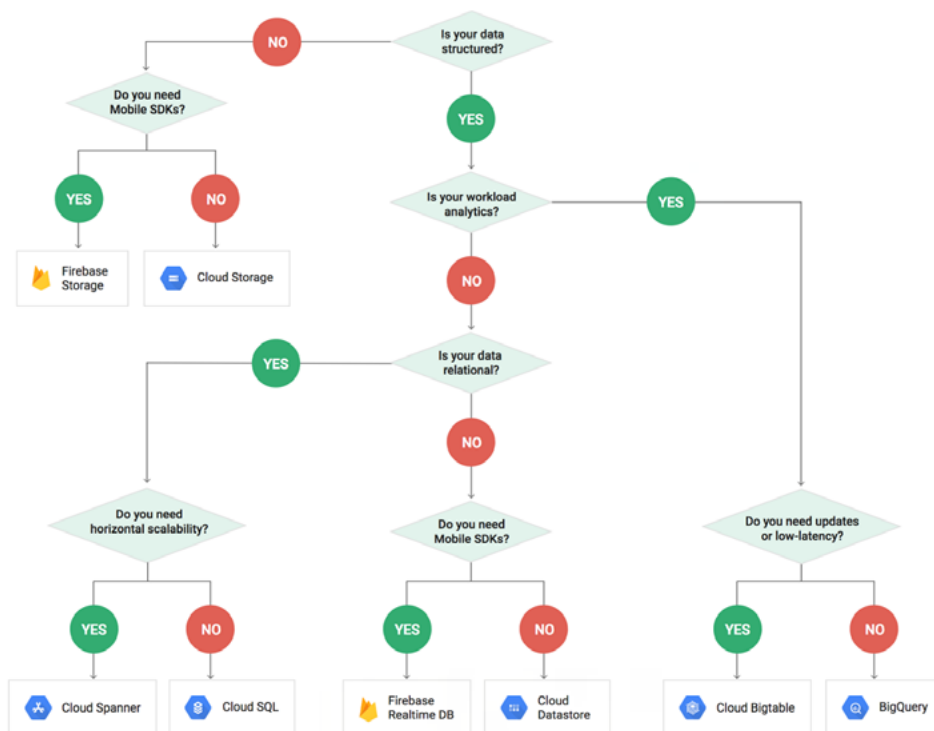 Is your data
structured?
NO
Do you need
Mobile SDKs?
YES
YES
NO
Is your workload
analytics?
YES
Firebase
Storage
Cloud Storage
NO
Is your data
relational?
YES
NO
Do you need
horizontal scalability?
Do you need
Mobile SDKs?
Do you need updates
or low-latency?
YES
NO
YES
NO
YES
NO
Cloud Spanner
Cloud SQL
Firebase
Realtime DB
Cloud
Datastore
Cloud Bigtable
BigQuery